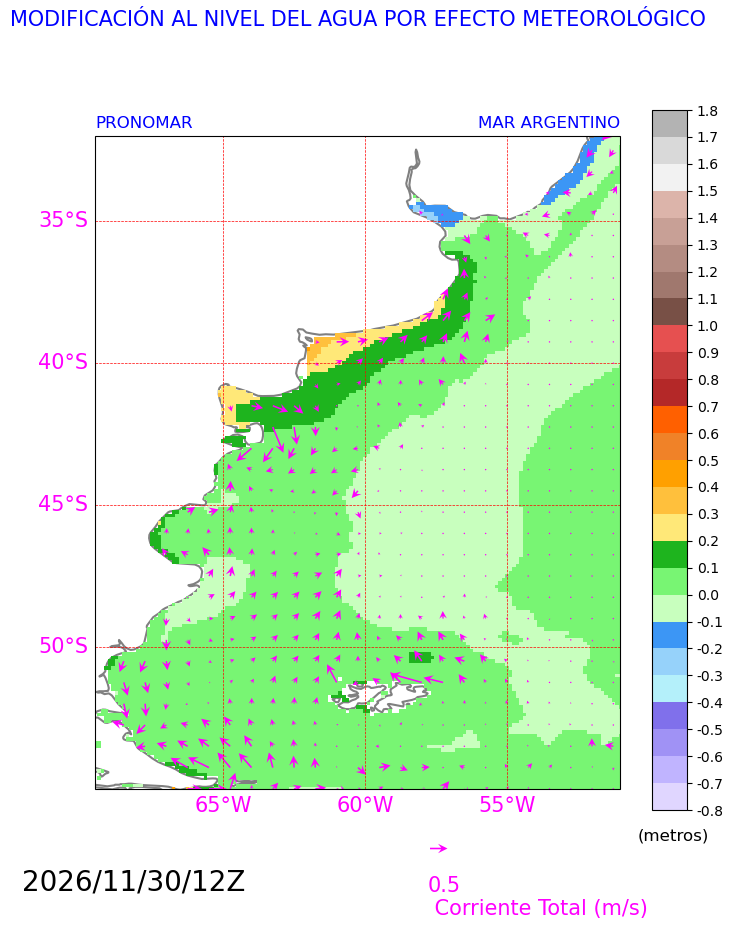 MODIFICACIÓN AL NIVEL DEL AGUA POR EFECTO METEOROLÓGICO
PRONOMAR MAR ARGENTINO
35°S
40°S
45°S
50°S
65°W 60°W 55°W
1.8
1.7
1.6
1.5
1.4
1.3
1.2
1.1
1.0
0.9
0.8
0.7
0.6
0.5
0.4
0.3
0.2
0.1
0.0
-0.1
-0.2
-0.3
-0.4
-0.5
-0.6
-0.7
-0.8
(metros)
2026/11/30/12Z
0.5
Corriente Total (m/s)